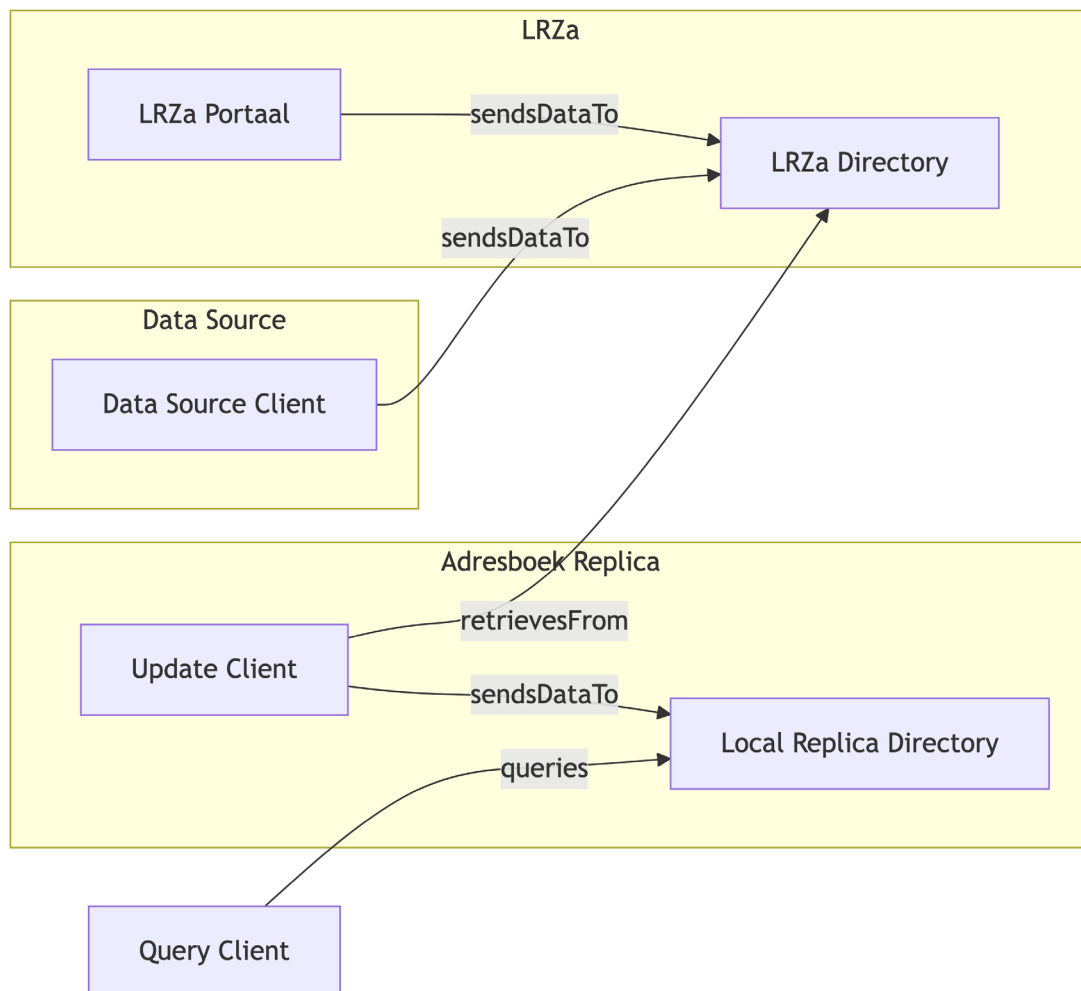 LRZa
LRZa Portaal
sendsDataTo
LRZa Directory
sendsDataTo
Data Source
Data Source Client
Adresboek Replica
retrievesFrom
Update Client
sendsDataTo
Local Replica Directory
queries
Query Client